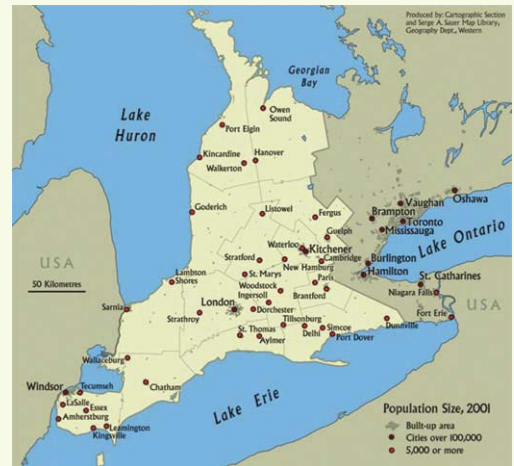 Produced by: Cartographic Section
and Serge A. Sauer Map Library,
Geography Dept., Western
Georgian
Bay
Lake
Huron
Owen
Sound
Port Elgin
Kincardine
Hanover
Walkerton
Goderich
Listowel
Fergus
Guelph
Waterloo
Kitchener
Cambridge
Stratford
New Hamburg
Vaughan
Oshawa
Brampton
Toronto
Mississauga
Lake Ontario
Burlington
Hamilton
USA
50 Kilometres
Lambton
Shores
St. Marys
Woodstock
Ingersoll
Paris
Brantford
St. Catharines
Niagara Falls
USA
Sarnia
London
Dorchester
Strathroy
Tillsonburg
Simcoe
Dunnville
Fort Erie
St. Thomas
Aylmer
Delhi
Port Dover
Wallaceburg
Windsor
Tecumseh
Chatham
LaSalle
Essex
Amherstburg
Leamington
Kingsville
Lake Erie
Population Size, 2001
Built-up area
Cities over 100,000
5,000 or more